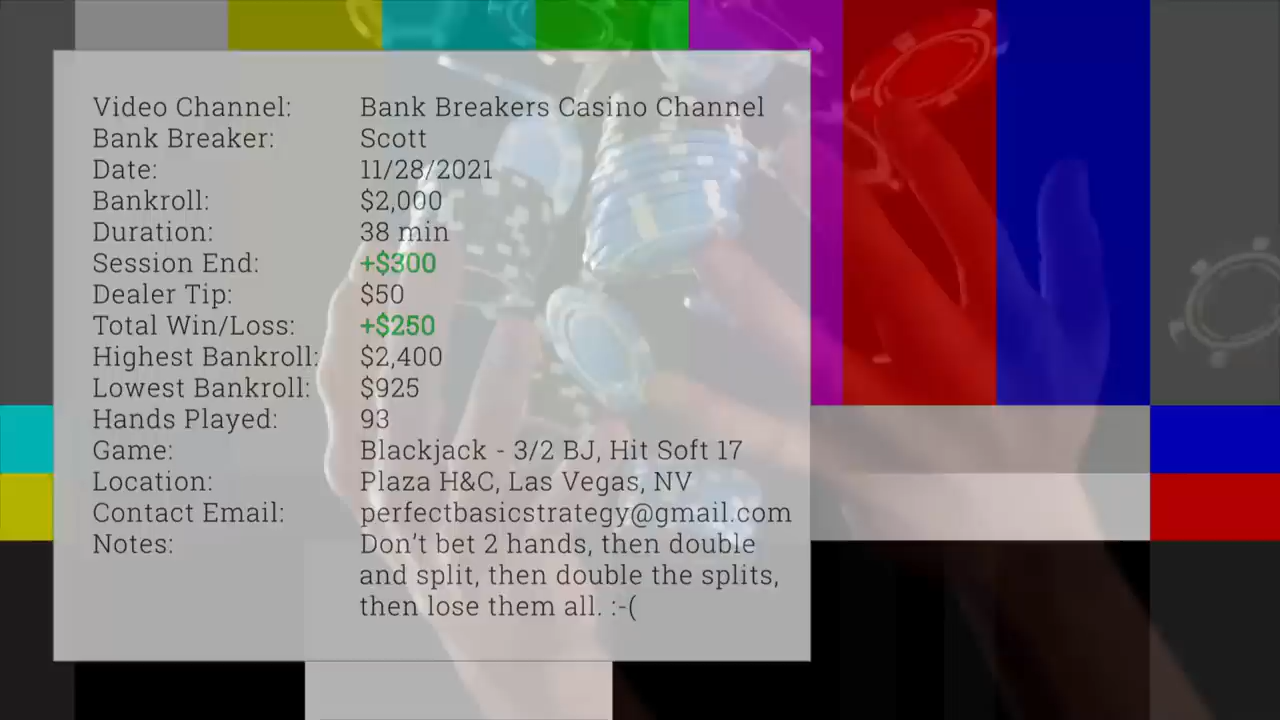 Video Channel: Bank Breakers Casino Channel
Bank Breaker: Scott
Date: 11/28/2021
Bankroll: $2,000
Duration: 38 min
Session End: +$300
Dealer Tip: $50
Total Win/Loss: +$250
Highest Bankroll: $2,400
Lowest Bankroll: $925
Hands Played: 93
Game: Blackjack - 3/2 BJ, Hit Soft 17
Location: Plaza H&C, Las Vegas, NV
Contact Email: perfectbasicstrategy@gmail.com
Notes: Don’t bet 2 hands, then double
and split, then double the splits,
then lose them all. :-(